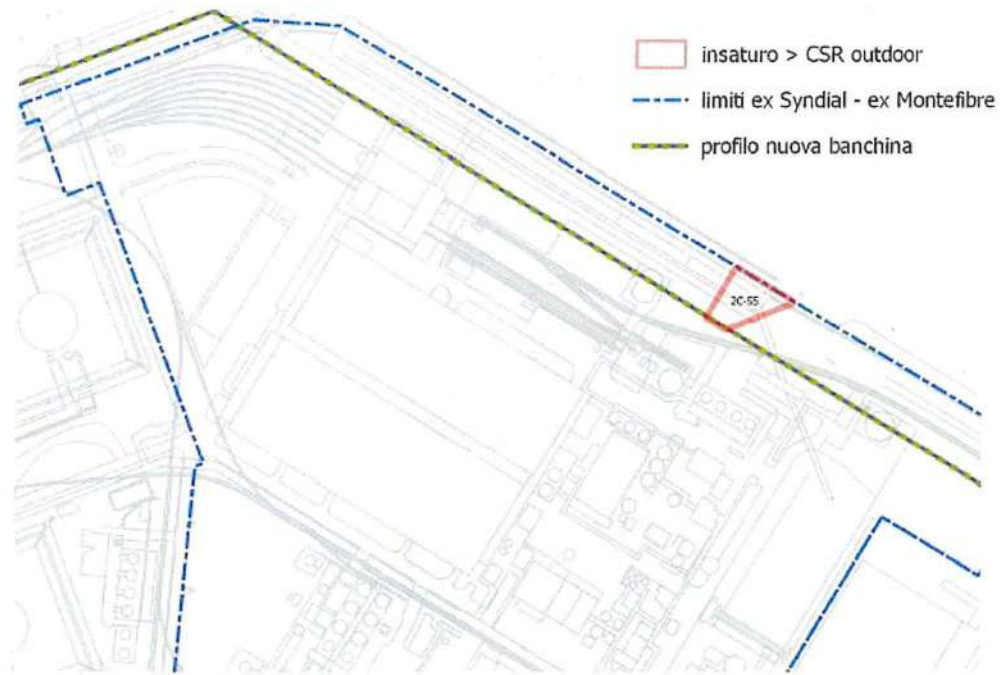 insaturo > CSR outdoor
limiti ex Syndial - ex Montefibre
profilo nuova banchina
2C-55